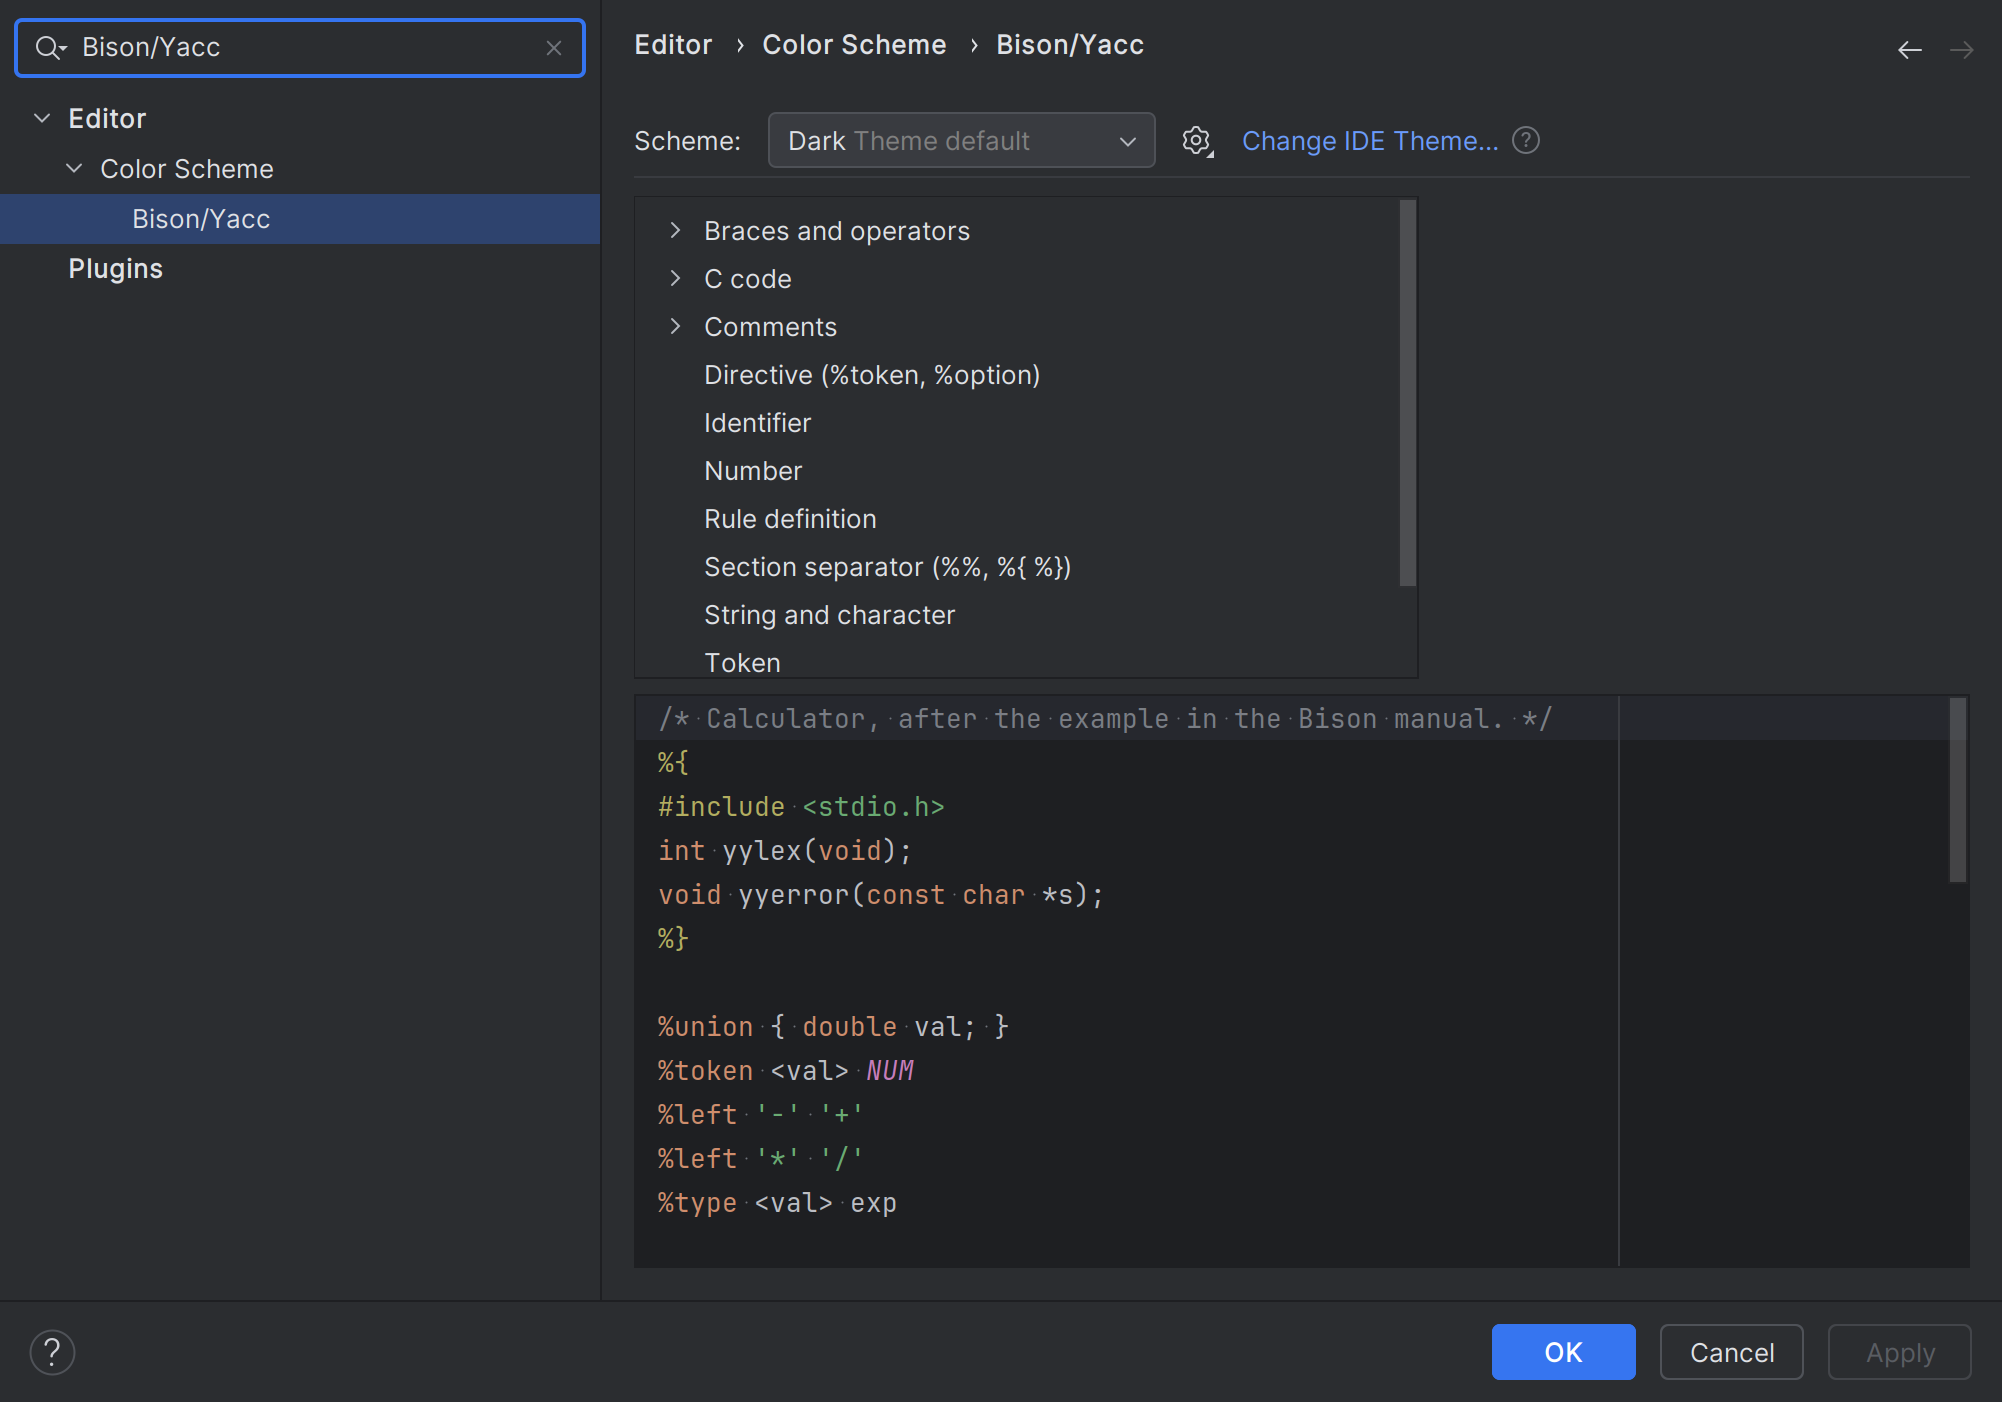 Bison/Yacc
Editor
Color Scheme
Bison/Yacc
Plugins
Editor › Color Scheme › Bison/Yacc
Scheme: Dark Theme default Change IDE Theme... ?
Braces and operators
C code
Comments
Directive (%token, %option)
Identifier
Number
Rule definition
Section separator (%%, %{ %})
String and character
Token
/* Calculator, after the example in the Bison manual. */
%{
#include <stdio.h>
int yylex(void);
void yyerror(const char *s);
%}
%union { double val; }
%token <val> NUM
%left '-' '+'
%left '*' '/'
%type <val> exp
? OK Cancel Apply